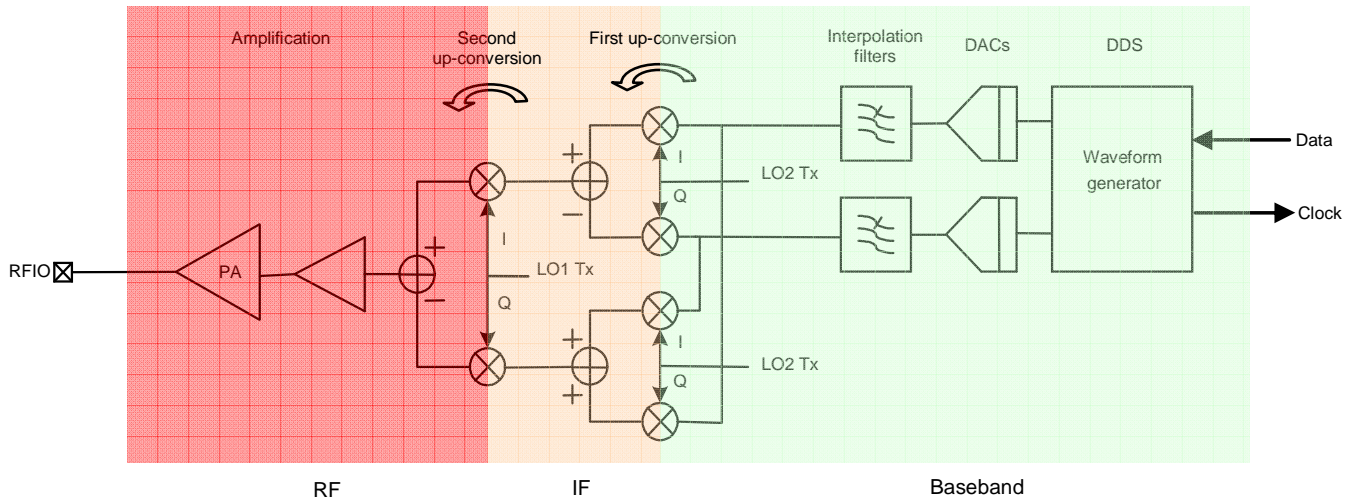 Amplification
Second
up-conversion
First up-conversion
Interpolation
filters
DACs
DDS
Data
Waveform
generator
Clock
I
LO2 Tx
Q
+
−
RFIO
PA
+
−
I
LO1 Tx
Q
+
+
I
LO2 Tx
Q
RF
IF
Baseband